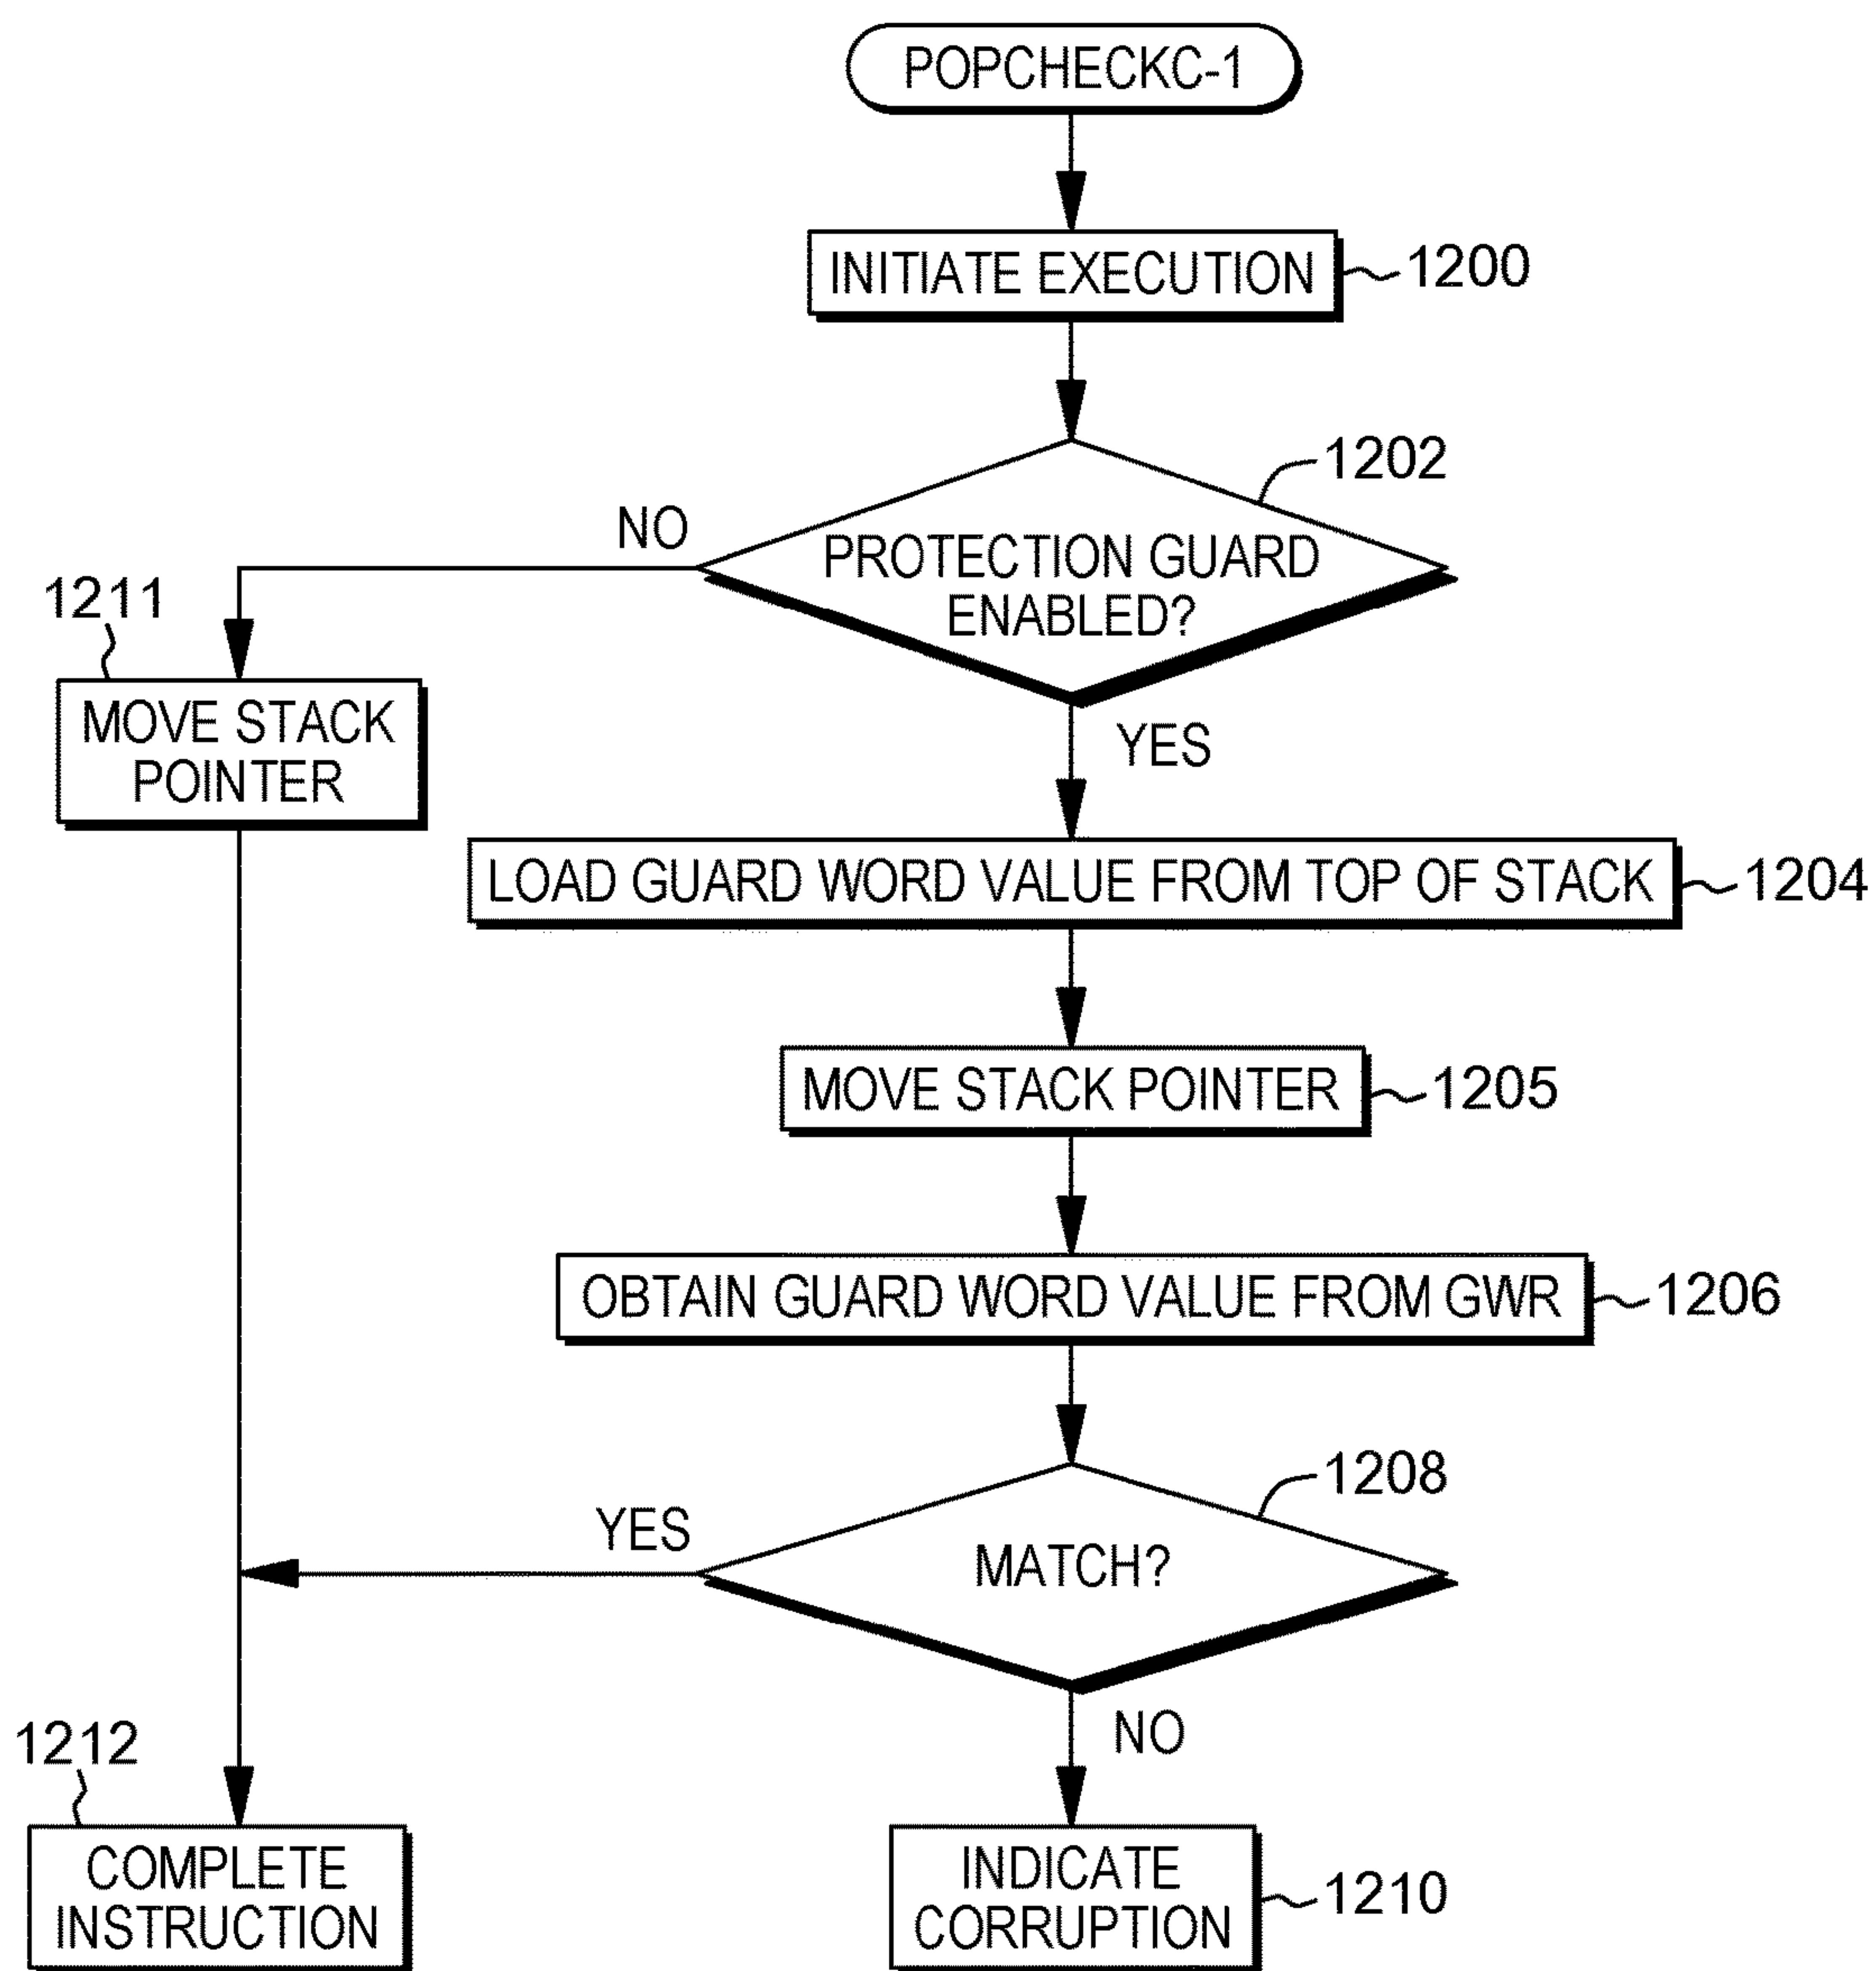 POPCHECKC-1
INITIATE EXECUTION
1200
1202
NO
PROTECTION GUARD
ENABLED?
1211
MOVE STACK
POINTER
YES
LOAD GUARD WORD VALUE FROM TOP OF STACK
1204
MOVE STACK POINTER
1205
OBTAIN GUARD WORD VALUE FROM GWR
1206
1208
YES
MATCH?
NO
1212
COMPLETE
INSTRUCTION
INDICATE
CORRUPTION
1210